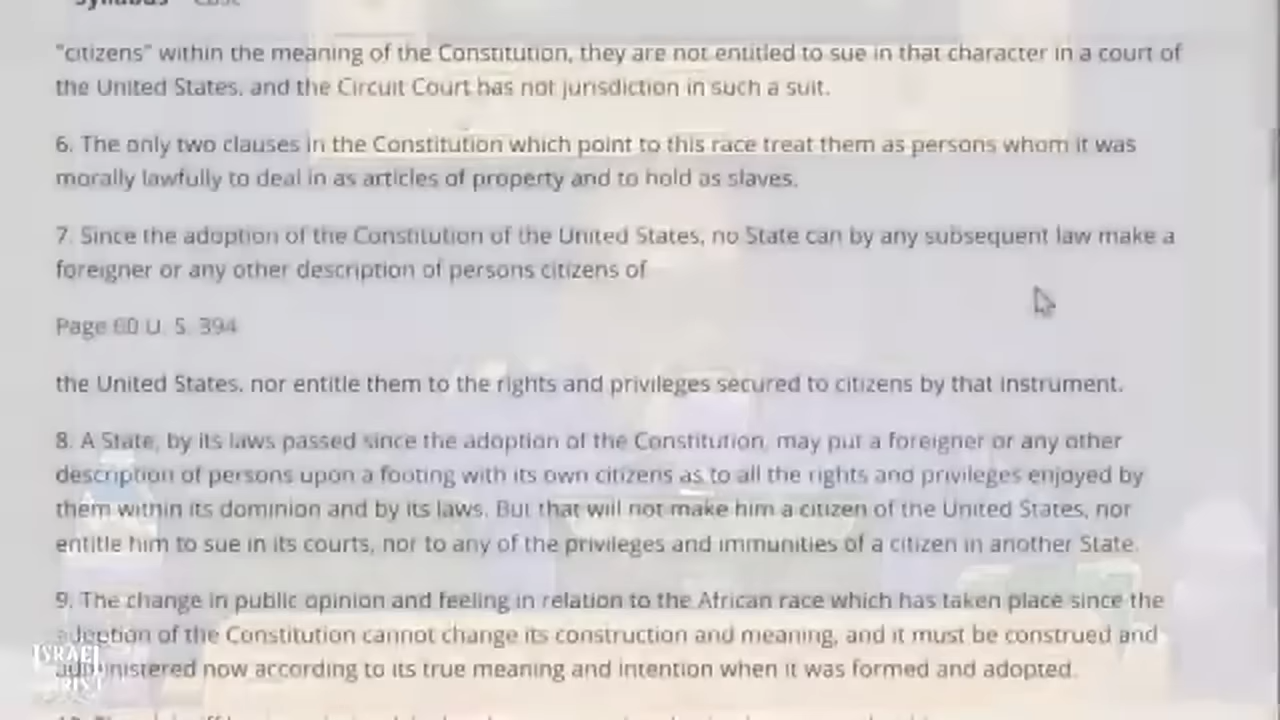 Syllabus Case
"citizens" within the meaning of the Constitution, they are not entitled to sue in that character in a court of
the United States, and the Circuit Court has not jurisdiction in such a suit.
6. The only two clauses in the Constitution which point to this race treat them as persons whom it was
morally lawfully to deal in as articles of property and to hold as slaves.
7. Since the adoption of the Constitution of the United States, no State can by any subsequent law make a
foreigner or any other description of persons citizens of
Page 60 U. S. 394
the United States, nor entitle them to the rights and privileges secured to citizens by that instrument.
8. A State, by its laws passed since the adoption of the Constitution, may put a foreigner or any other
description of persons upon a footing with its own citizens as to all the rights and privileges enjoyed by
them within its dominion and by its laws. But that will not make him a citizen of the United States, nor
entitle him to sue in its courts, nor to any of the privileges and immunities of a citizen in another State.
9. The change in public opinion and feeling in relation to the African race which has taken place since the
adoption of the Constitution cannot change its construction and meaning, and it must be construed and
administered now according to its true meaning and intention when it was formed and adopted.
ISRAEL